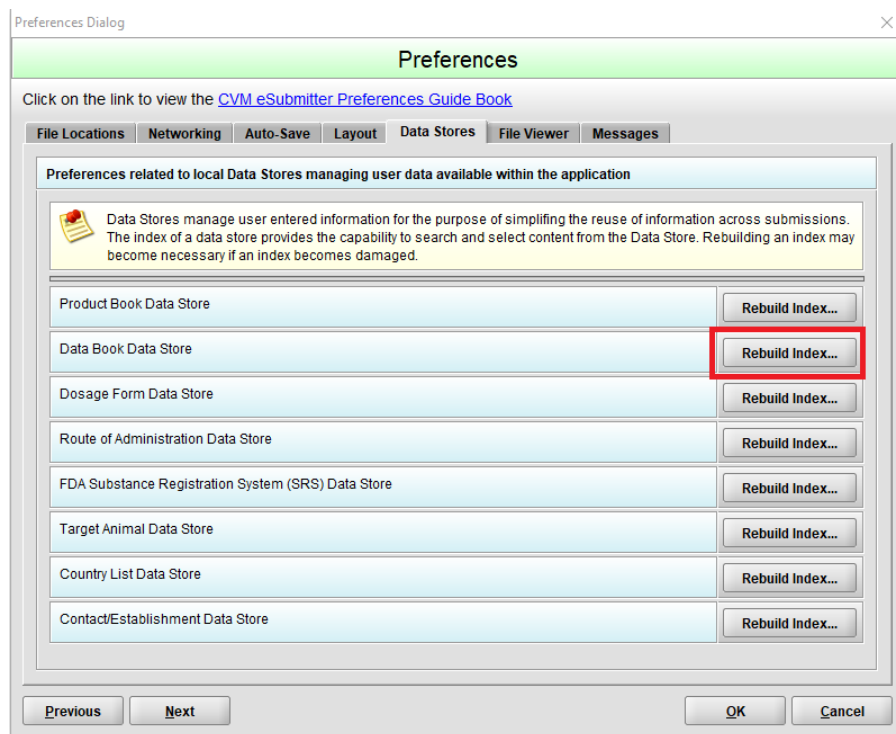 Preferences Dialog
Preferences
Click on the link to view the CVM eSubmitter Preferences Guide Book
File Locations Networking Auto-Save Layout Data Stores File Viewer Messages
Preferences related to local Data Stores managing user data available within the application
Data Stores manage user entered information for the purpose of simplifing the reuse of information across submissions.
The index of a data store provides the capability to search and select content from the Data Store. Rebuilding an index may
become necessary if an index becomes damaged.
Product Book Data Store Rebuild Index...
Data Book Data Store Rebuild Index...
Dosage Form Data Store Rebuild Index...
Route of Administration Data Store Rebuild Index...
FDA Substance Registration System (SRS) Data Store Rebuild Index...
Target Animal Data Store Rebuild Index...
Country List Data Store Rebuild Index...
Contact/Establishment Data Store Rebuild Index...
Previous Next OK Cancel